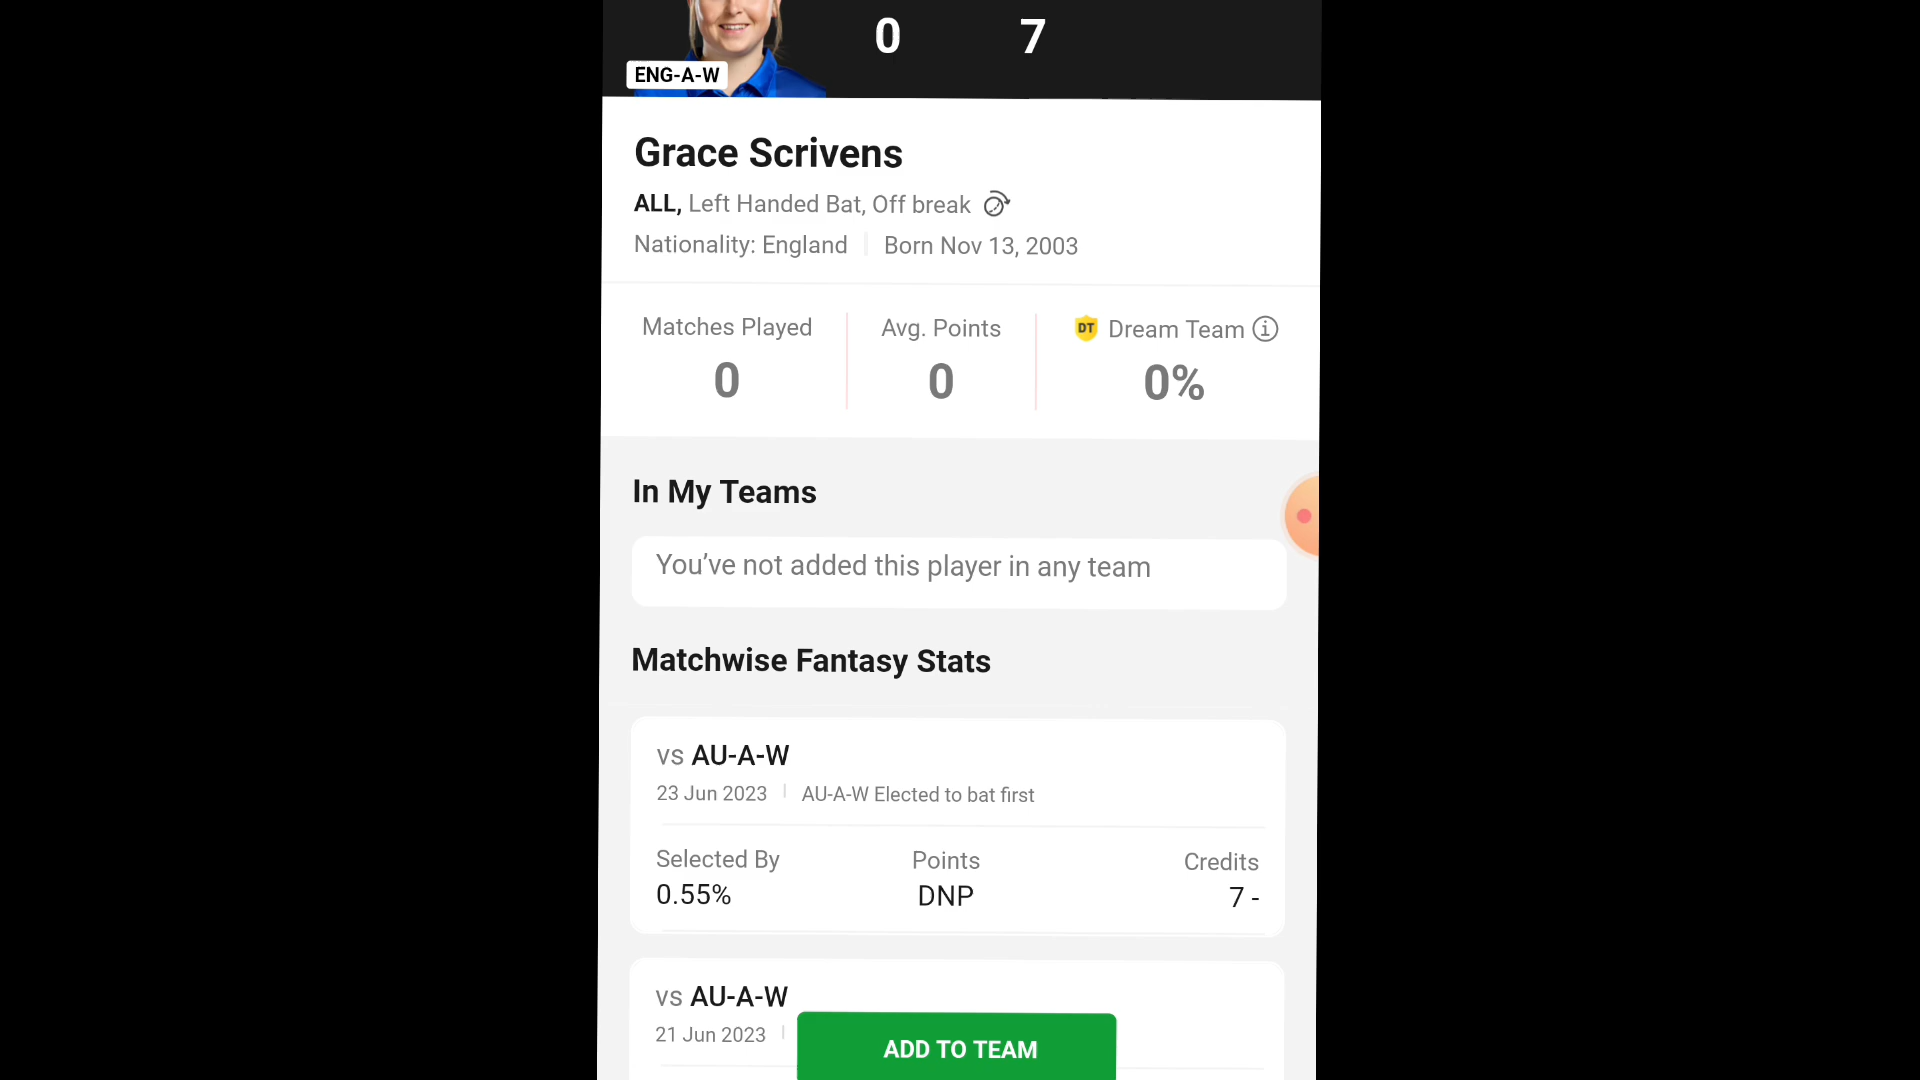 0 7
ENG-A-W
Grace Scrivens
ALL, Left Handed Bat, Off break
Nationality: England Born Nov 13, 2003
Matches Played Avg. Points DT Dream Team
0 0 0%
In My Teams
You’ve not added this player in any team
Matchwise Fantasy Stats
vs AU-A-W
23 Jun 2023 AU-A-W Elected to bat first
Selected By Points Credits
0.55% DNP 7 -
vs AU-A-W
21 Jun 2023
ADD TO TEAM